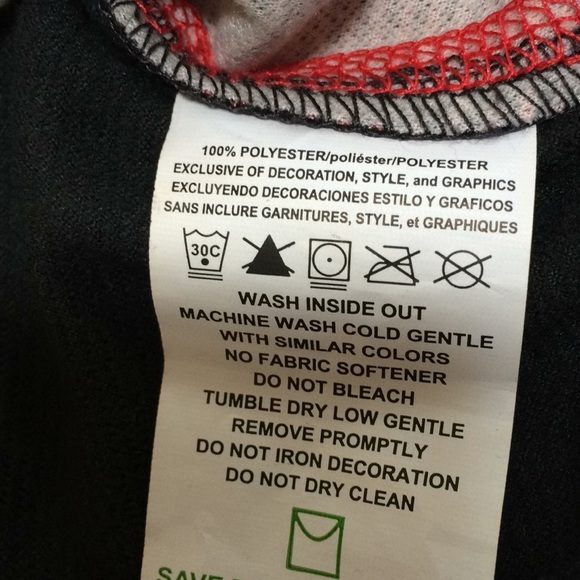 100% POLYESTER/poliéster/POLYESTER
EXCLUSIVE OF DECORATION, STYLE, and GRAPHICS
EXCLUYENDO DECORACIONES ESTILO Y GRAFICOS
SANS INCLURE GARNITURES, STYLE, et GRAPHIQUES
30C
WASH INSIDE OUT
MACHINE WASH COLD GENTLE
WITH SIMILAR COLORS
NO FABRIC SOFTENER
DO NOT BLEACH
TUMBLE DRY LOW GENTLE
REMOVE PROMPTLY
DO NOT IRON DECORATION
DO NOT DRY CLEAN
SAVE